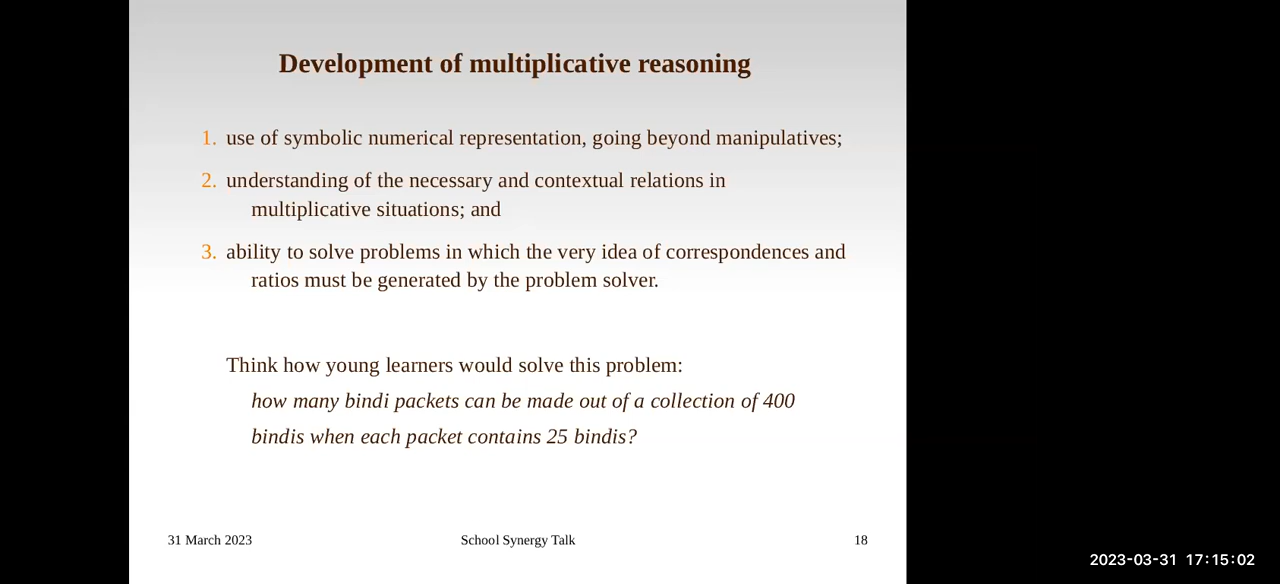 Development of multiplicative reasoning
1. use of symbolic numerical representation, going beyond manipulatives;
2. understanding of the necessary and contextual relations in
multiplicative situations; and
3. ability to solve problems in which the very idea of correspondences and
ratios must be generated by the problem solver.
Think how young learners would solve this problem:
how many bindi packets can be made out of a collection of 400
bindis when each packet contains 25 bindis?
31 March 2023
School Synergy Talk
18
2023-03-31 17:15:02